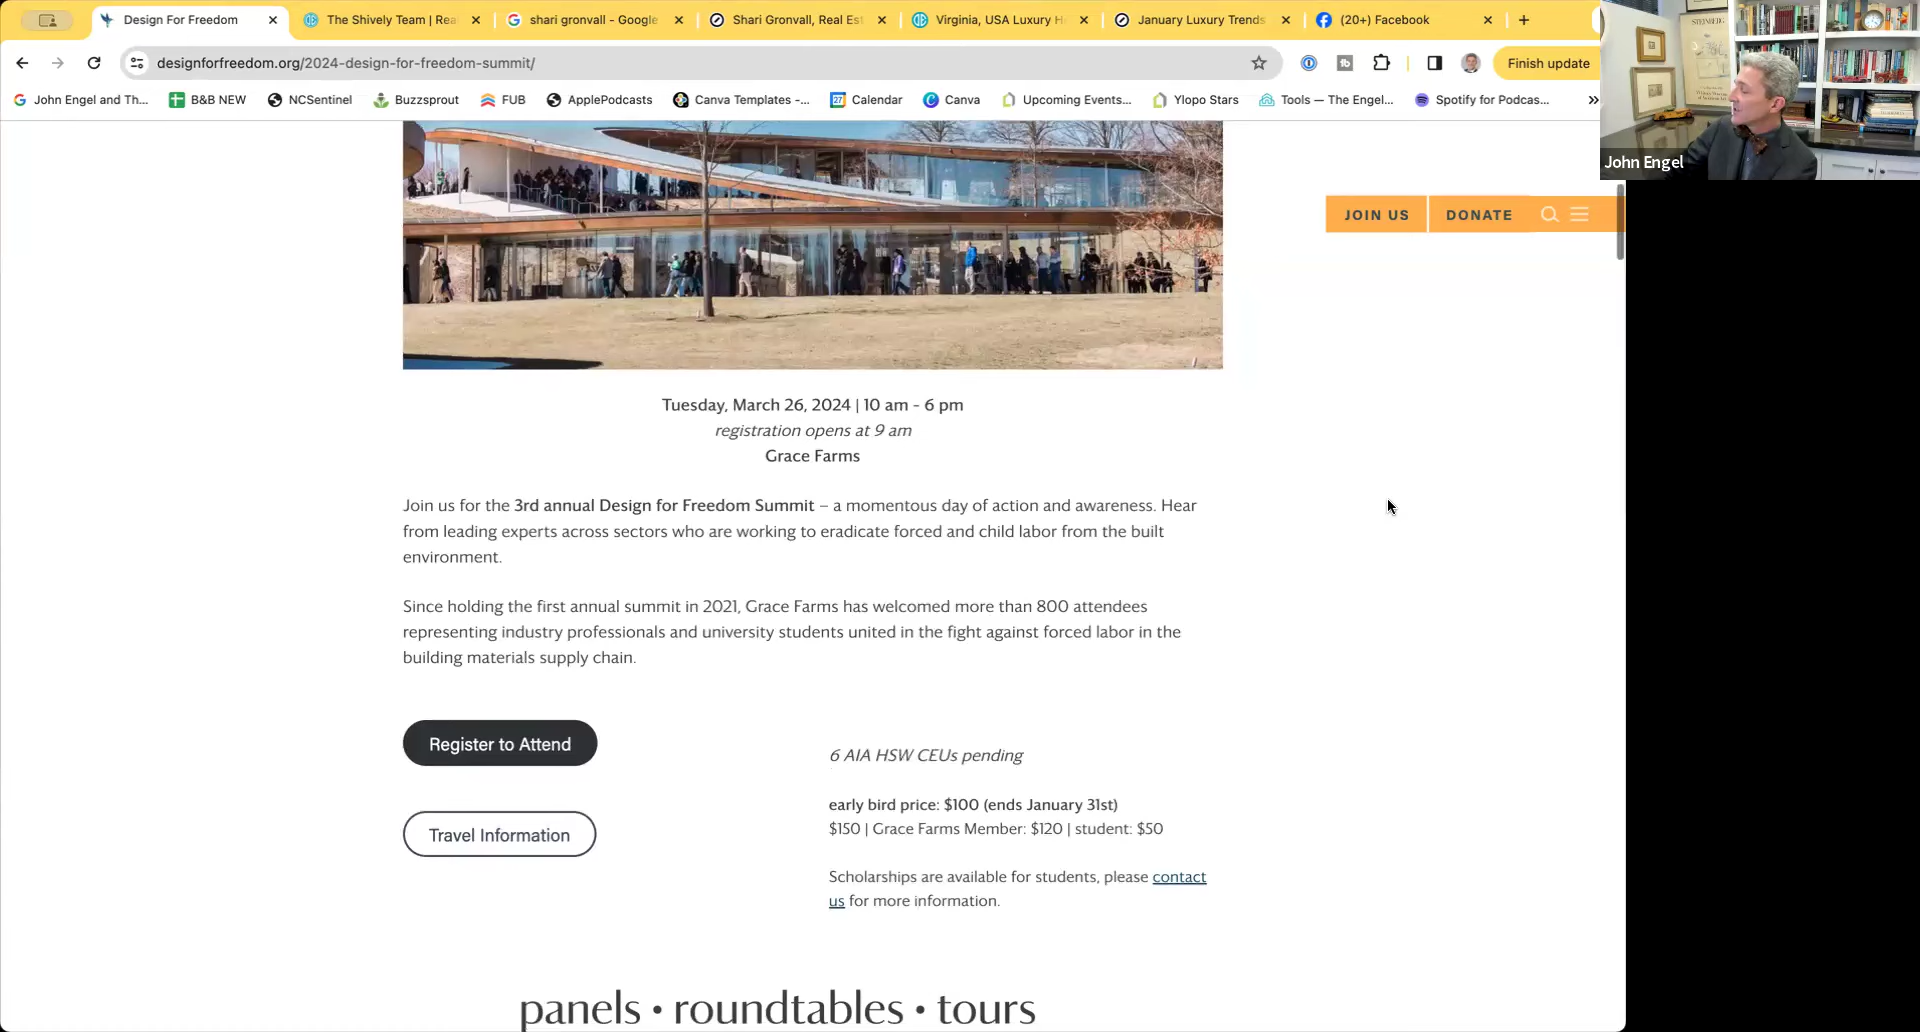 Design For Freedom
The Shively Team | Rea
shari gronvall - Google
Shari Gronvall, Real Est
Virginia, USA Luxury H
January Luxury Trends
(20+) Facebook
designforfreedom.org/2024-design-for-freedom-summit/
Finish update
John Engel and Th...
B&B NEW
NCSentinel
Buzzsprout
FUB
ApplePodcasts
Canva Templates -...
27
Calendar
Canva
Upcoming Events...
Ylopo Stars
Tools — The Engel...
Spotify for Podcas...
STEINBERG
John Engel
JOIN US
DONATE
Tuesday, March 26, 2024 | 10 am - 6 pm
registration opens at 9 am
Grace Farms
Join us for the 3rd annual Design for Freedom Summit – a momentous day of action and awareness. Hear
from leading experts across sectors who are working to eradicate forced and child labor from the built
environment.
Since holding the first annual summit in 2021, Grace Farms has welcomed more than 800 attendees
representing industry professionals and university students united in the fight against forced labor in the
building materials supply chain.
Register to Attend
Travel Information
6 AIA HSW CEUs pending
early bird price: $100 (ends January 31st)
$150 | Grace Farms Member: $120 | student: $50
Scholarships are available for students, please contact
us for more information.
panels • roundtables • tours